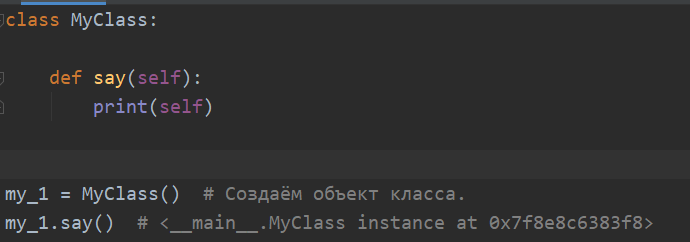 class MyClass:
    def say(self):
        print(self)
my_1 = MyClass()  # Создаём объект класса.
my_1.say()  # <__main__.MyClass instance at 0x7f8e8c6383f8>